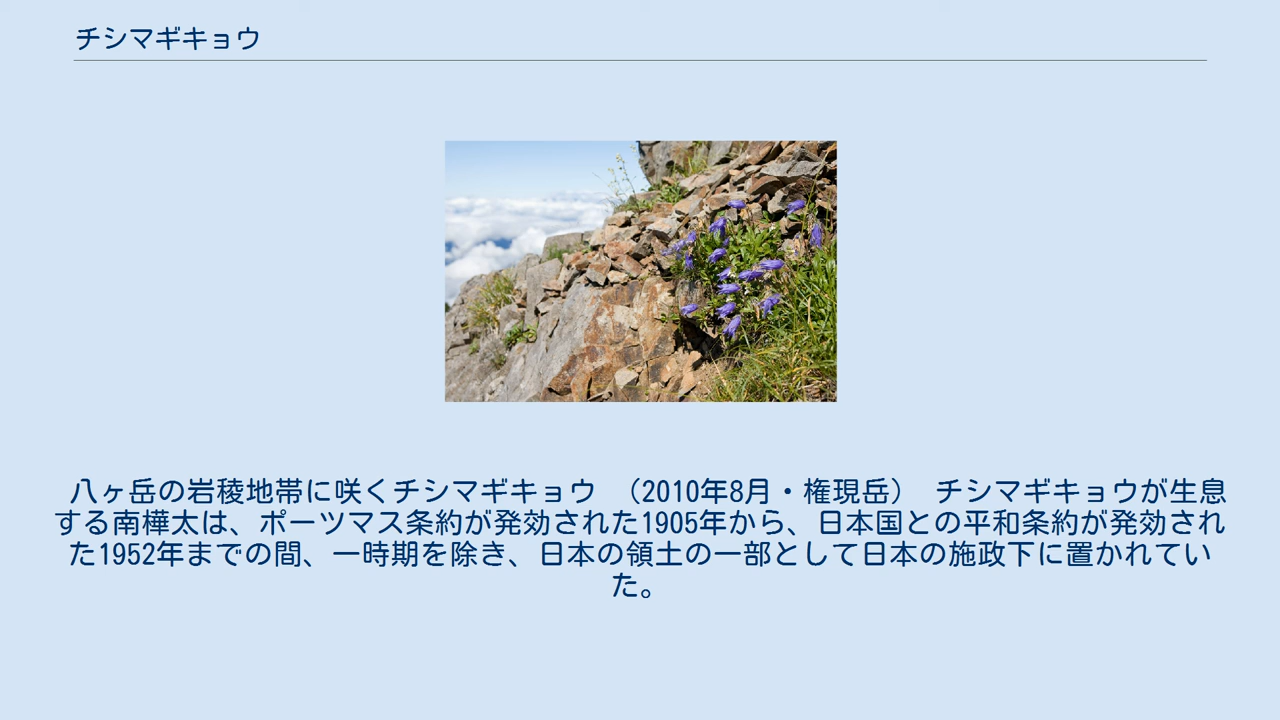 チシマギキョウ
八ヶ岳の岩稜地帯に咲くチシマギキョウ （2010年8月・権現岳） チシマギキョウが生息
する南樺太は、ポーツマス条約が発効された1905年から、日本国との平和条約が発効され
た1952年までの間、一時期を除き、日本の領土の一部として日本の施政下に置かれてい
た。